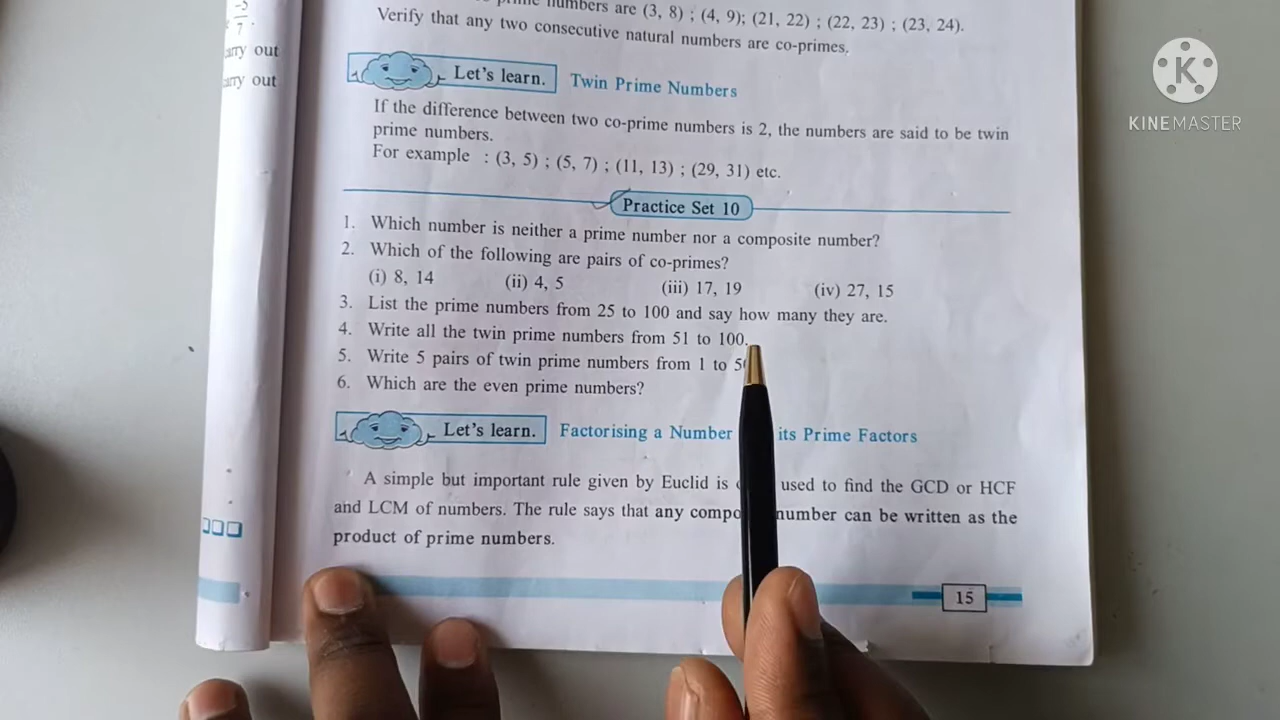 -5
7
numbers are (3, 8) ; (4, 9); (21, 22) ; (22, 23) ; (23, 24).
Verify that any two consecutive natural numbers are co-primes.
out
out
Let's learn. Twin Prime Numbers
If the difference between two co-prime numbers is 2, the numbers are said to be twin
prime numbers.
For example : (3, 5) ; (5, 7) ; (11, 13) ; (29, 31) etc.
Practice Set 10
1. Which number is neither a prime number nor a composite number?
2. Which of the following are pairs of co-primes?
(i) 8, 14 (ii) 4, 5 (iii) 17, 19 (iv) 27, 15
3. List the prime numbers from 25 to 100 and say how many they are.
4. Write all the twin prime numbers from 51 to 100.
5. Write 5 pairs of twin prime numbers from 1 to
6. Which are the even prime numbers?
Let's learn. Factorising a Number its Prime Factors
A simple but important rule given by Euclid is used to find the GCD or HCF
and LCM of numbers. The rule says that any number can be written as the
product of prime numbers.
15
K
KINEMASTER